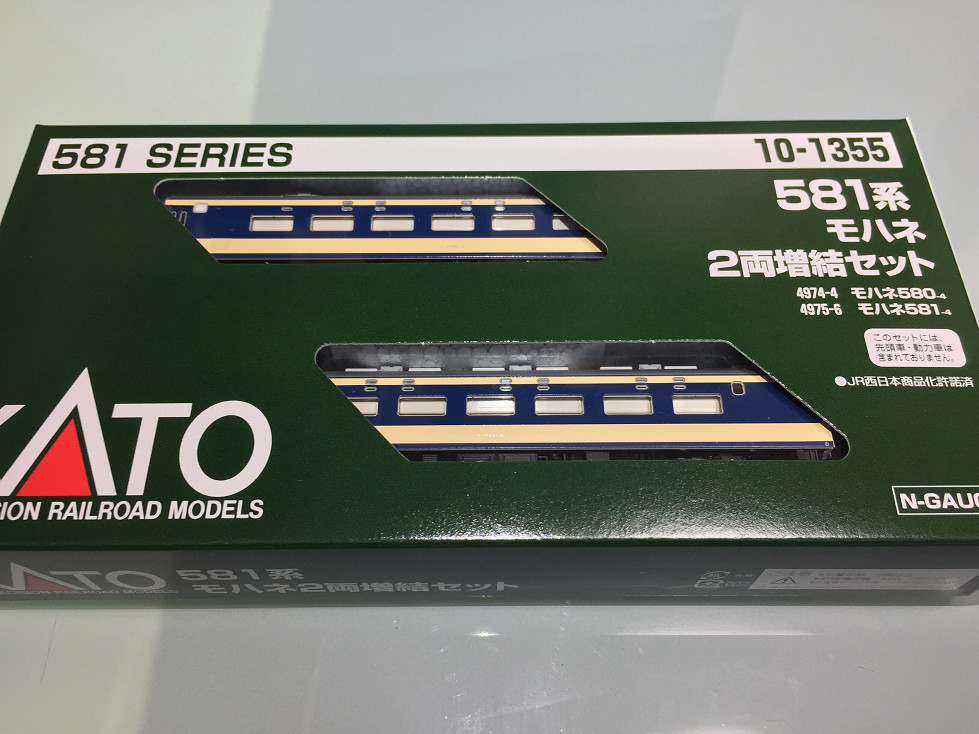 581 SERIES
10-1355
581系
モハネ
2両増結セット
4974-4 モハネ580-4
4975-6 モハネ581-4
このセットには、
先頭車・動力車は
含まれておりません。
●JR西日本商品化許諾済
KATO
SION RAILROAD MODELS
N-GAUG
KATO
581系
モハネ2両増結セット